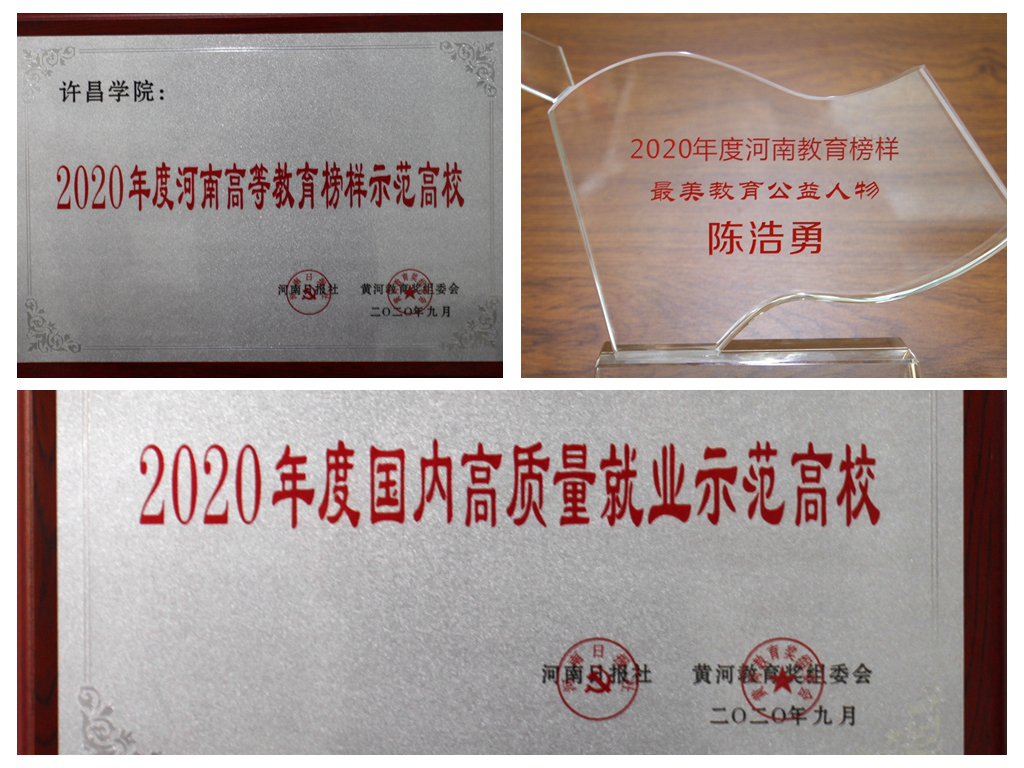 许昌学院:
2020年度河南高等教育榜样示范高校
河南日报社 黄河教育奖组委会
二〇二〇年九月
2020年度河南教育榜样
最美教育公益人物
陈浩勇
2020年度国内高质量就业示范高校
河南日报社 黄河教育奖组委会
二〇二〇年九月